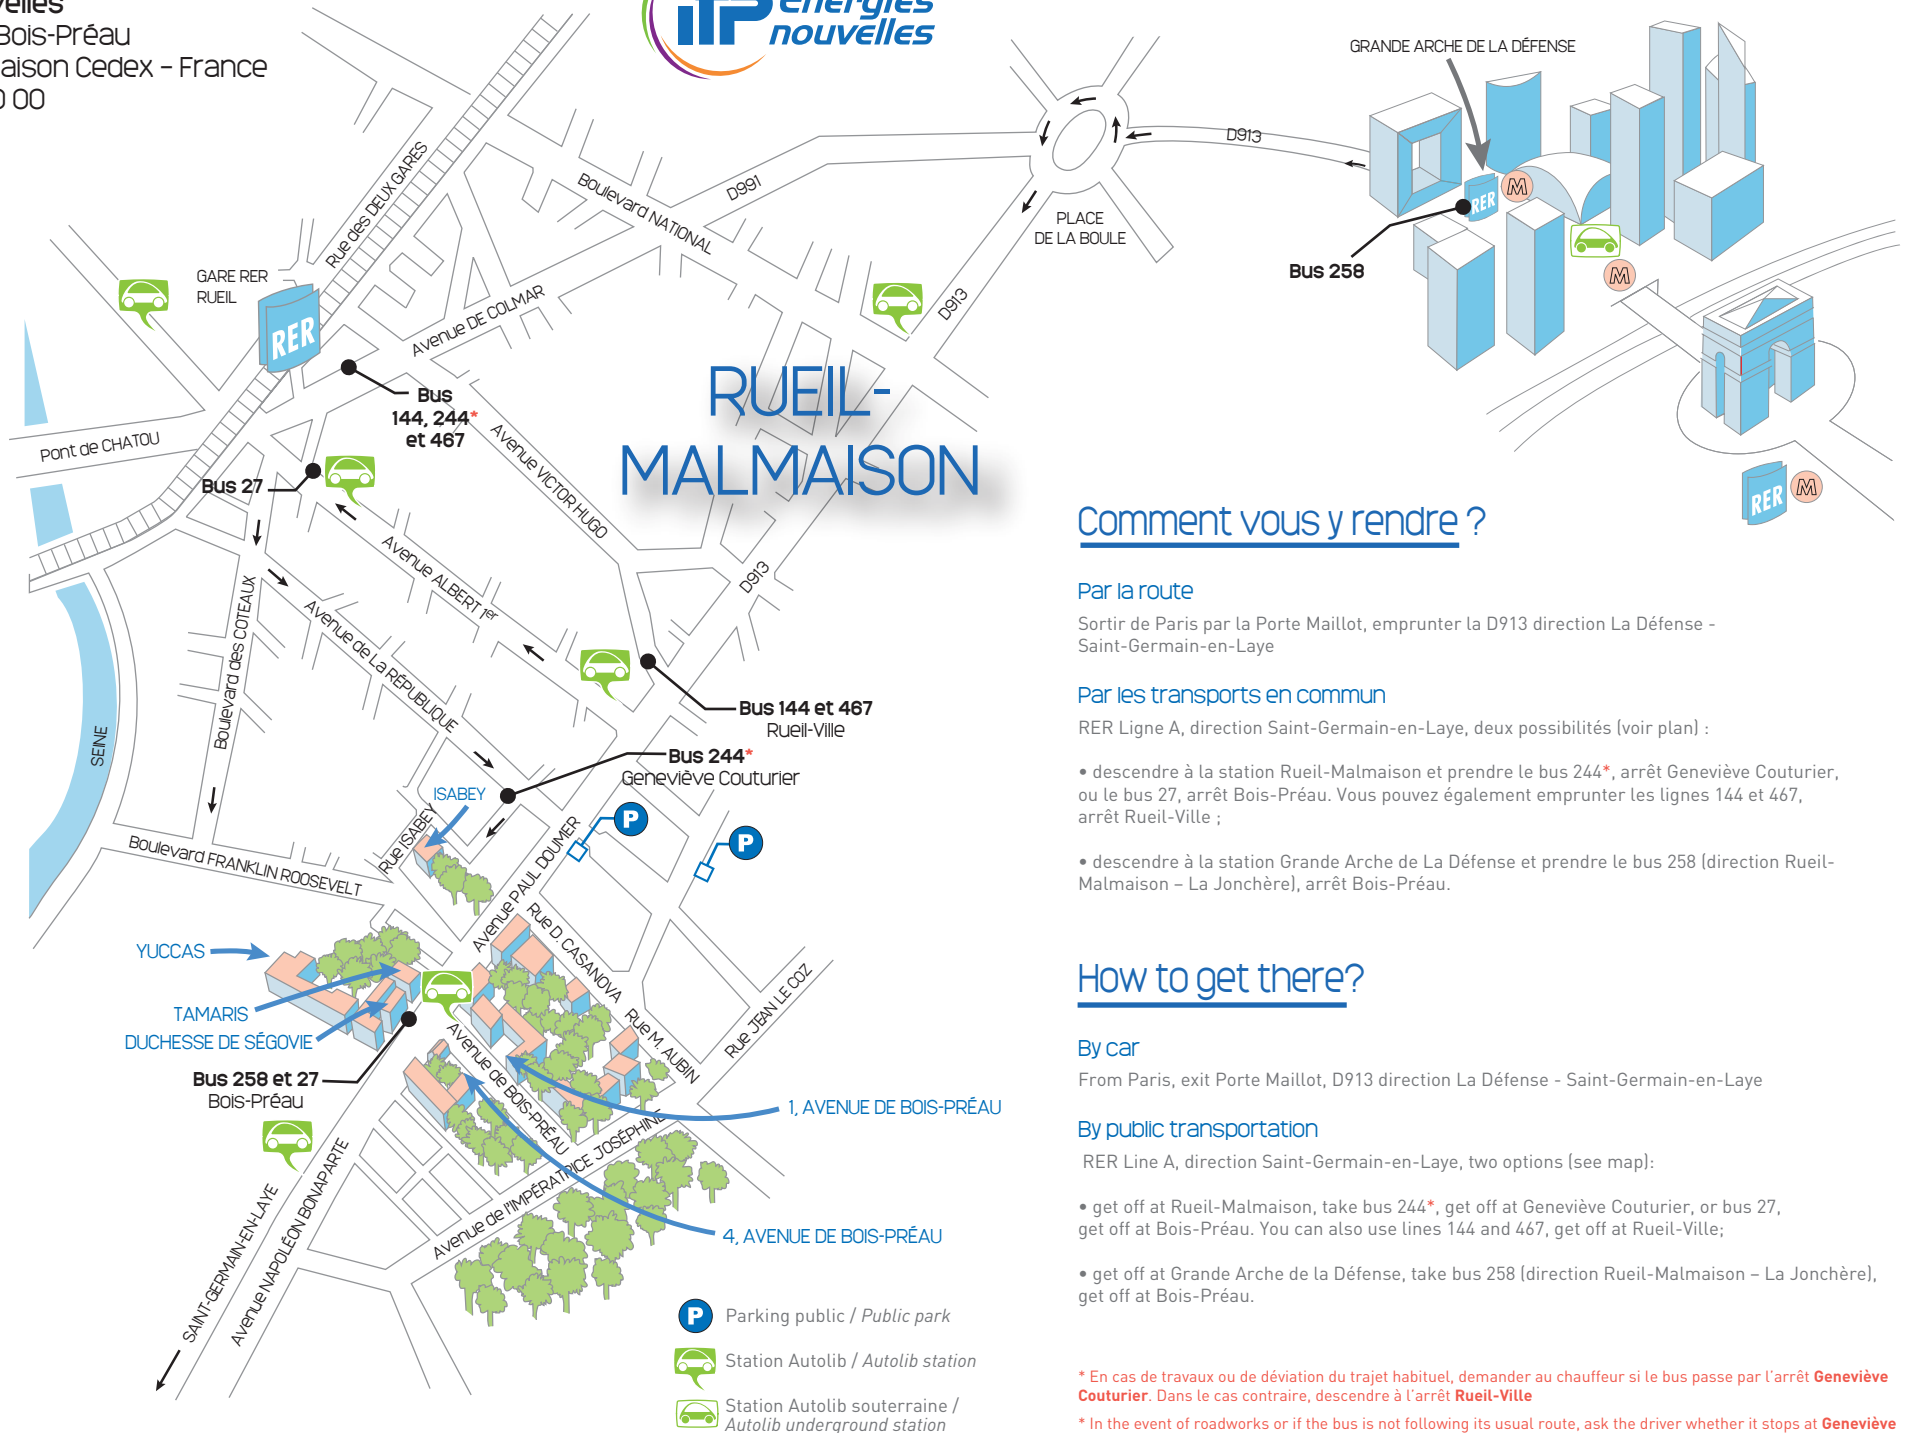 Bois-Préau
aison Cedex – France
00
énergies
nouvelles
GRANDE ARCHE DE LA DÉFENSE
D913
RER
M
Bus 258
M
RER
M
PLACE
DE LA BOULE
D991
Boulevard NATIONAL
Rue des DEUX GARES
GARE RER
RUEIL
RER
Avenue DE COLMAR
D913
Bus
144, 244*
et 467
RUEIL-
MALMAISON
Pont de CHATOU
Bus 27
Avenue VICTOR HUGO
Avenue ALBERT 1er
D913
Avenue de La RÉPUBLIQUE
Boulevard des COTEAUX
SEINE
Bus 144 et 467
Rueil-Ville
Bus 244*
Geneviève Couturier
ISABEY
Rue ISABEY
P
P
Boulevard FRANKLIN ROOSEVELT
Avenue PAUL DOUMER
Rue D. CASANOVA
YUCCAS
TAMARIS
DUCHESSE DE SÉGOVIE
Rue M. AUBIN
Rue JEAN LE COZ
Bus 258 et 27
Bois-Préau
Avenue de BOIS-PRÉAU
1, AVENUE DE BOIS-PRÉAU
Avenue de l'IMPÉRATRICE JOSÉPHINE
4, AVENUE DE BOIS-PRÉAU
SAINT-GERMAIN-EN-LAYE
Avenue NAPOLÉON BONAPARTE
P Parking public / Public park
Station Autolib / Autolib station
Station Autolib souterraine /
Autolib underground station
Comment vous y rendre ?
Par la route
Sortir de Paris par la Porte Maillot, emprunter la D913 direction La Défense -
Saint-Germain-en-Laye
Par les transports en commun
RER Ligne A, direction Saint-Germain-en-Laye, deux possibilités (voir plan) :
• descendre à la station Rueil-Malmaison et prendre le bus 244*, arrêt Geneviève Couturier,
ou le bus 27, arrêt Bois-Préau. Vous pouvez également emprunter les lignes 144 et 467,
arrêt Rueil-Ville ;
• descendre à la station Grande Arche de La Défense et prendre le bus 258 (direction Rueil-
Malmaison – La Jonchère), arrêt Bois-Préau.
How to get there?
By car
From Paris, exit Porte Maillot, D913 direction La Défense - Saint-Germain-en-Laye
By public transportation
RER Line A, direction Saint-Germain-en-Laye, two options (see map):
• get off at Rueil-Malmaison, take bus 244*, get off at Geneviève Couturier, or bus 27,
get off at Bois-Préau. You can also use lines 144 and 467, get off at Rueil-Ville;
• get off at Grande Arche de la Défense, take bus 258 (direction Rueil-Malmaison – La Jonchère),
get off at Bois-Préau.
* En cas de travaux ou de déviation du trajet habituel, demander au chauffeur si le bus passe par l'arrêt Geneviève
Couturier. Dans le cas contraire, descendre à l'arrêt Rueil-Ville
* In the event of roadworks or if the bus is not following its usual route, ask the driver whether it stops at Geneviève